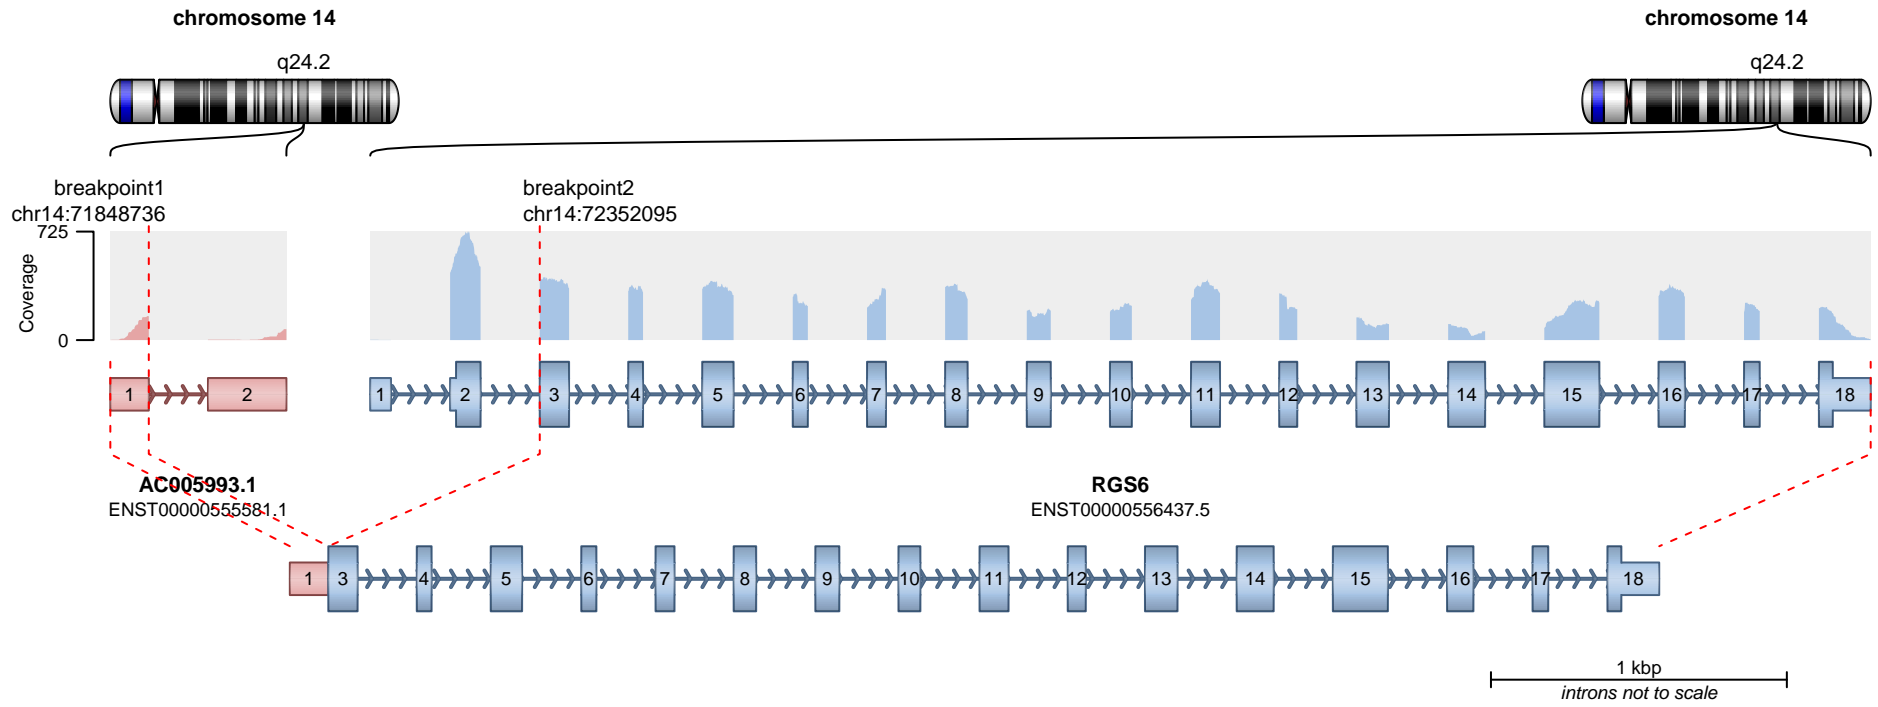 chromosome 14
chromosome 14
q24.2
q24.2
breakpoint1
chr14:71848736
breakpoint2
chr14:72352095
725
0
Coverage
1 2
1 2 3 4 5 6 7 8 9 10 11 12 13 14 15 16 17 18
AC005993.1
ENST00000555581.1
RGS6
ENST00000556437.5
1 3 4 5 6 7 8 9 10 11 12 13 14 15 16 17 18
1 kbp
introns not to scale